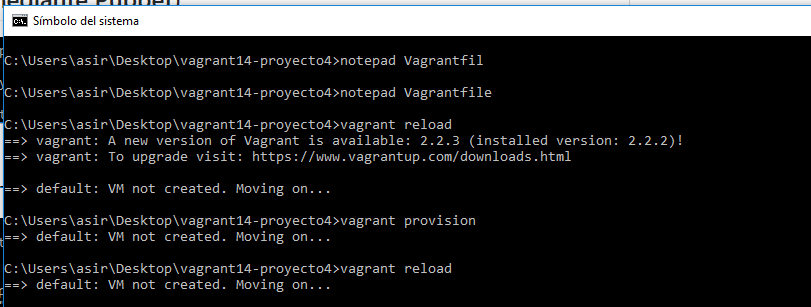 mediante Puppet)
Símbolo del sistema
C:\Users\asir\Desktop\vagrant14-proyecto4>notepad Vagrantfil
C:\Users\asir\Desktop\vagrant14-proyecto4>notepad Vagrantfile
C:\Users\asir\Desktop\vagrant14-proyecto4>vagrant reload
==> vagrant: A new version of Vagrant is available: 2.2.3 (installed version: 2.2.2)!
==> vagrant: To upgrade visit: https://www.vagrantup.com/downloads.html
==> default: VM not created. Moving on...
C:\Users\asir\Desktop\vagrant14-proyecto4>vagrant provision
==> default: VM not created. Moving on...
C:\Users\asir\Desktop\vagrant14-proyecto4>vagrant reload
==> default: VM not created. Moving on...